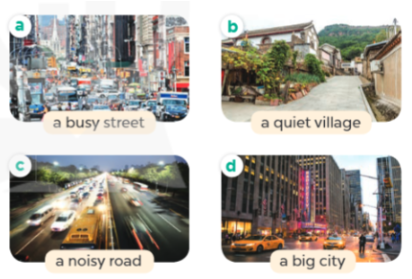 a
b
a busy street
a quiet village
c
d
a noisy road
a big city